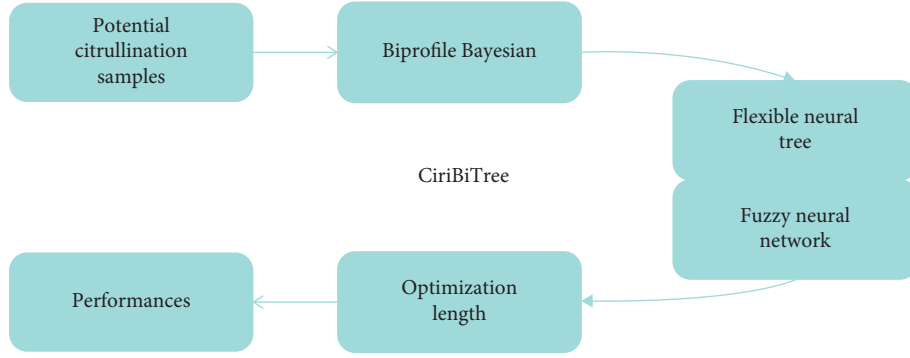 Potential
citrullination
samples
Biprofile Bayesian
Flexible neural
tree
CiriBiTree
Fuzzy neural
network
Optimization
length
Performances